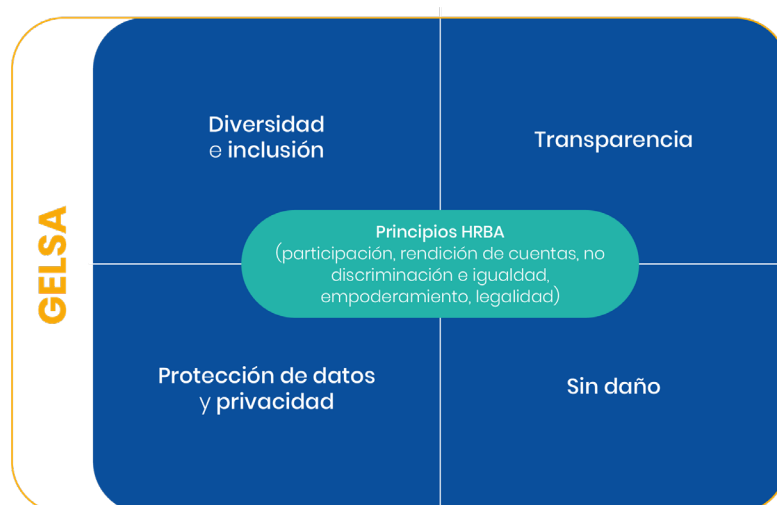 GELSA
Diversidad
e inclusión
Transparencia
Principios HRBA
(participación, rendición de cuentas, no
discriminación e igualdad,
empoderamiento, legalidad)
Protección de datos
y privacidad
Sin daño